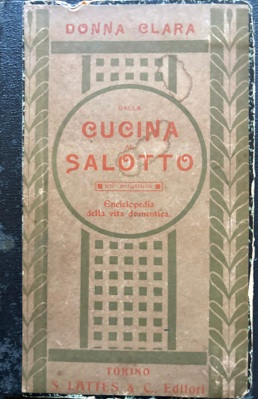 DONNA CLARA
DALLA
CUCINA
AL
SALOTTO
Enciclopedia
della vita domestica.
TORINO
S. LATTES & C. Editori